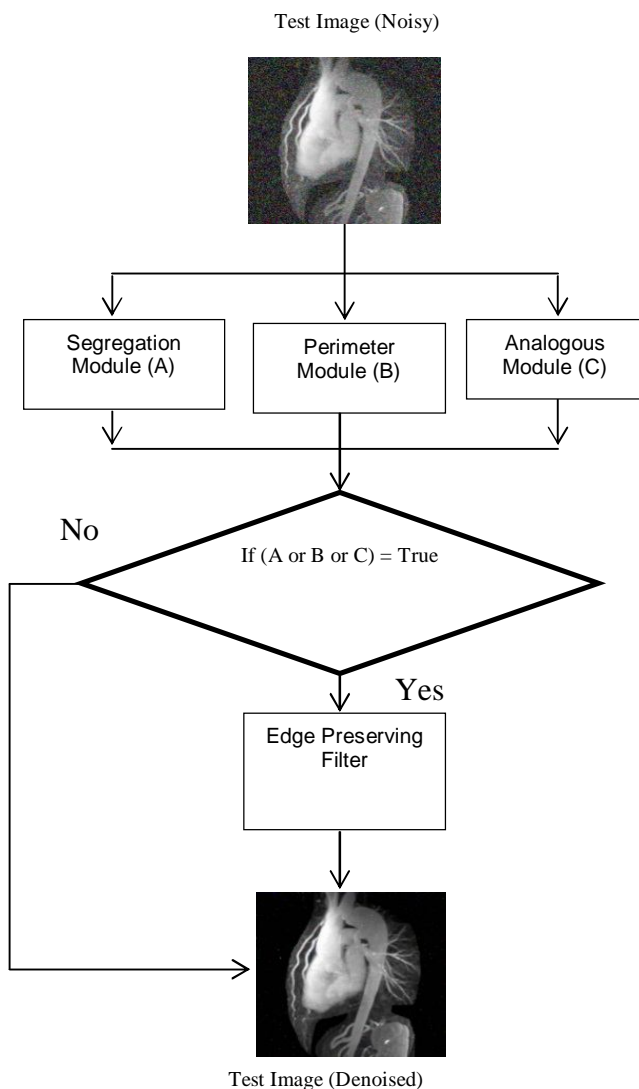 Test Image (Noisy)
Segregation
Module (A)
Perimeter
Module (B)
Analogous
Module (C)
No
If (A or B or C) = True
Yes
Edge Preserving
Filter
Test Image (Denoised)